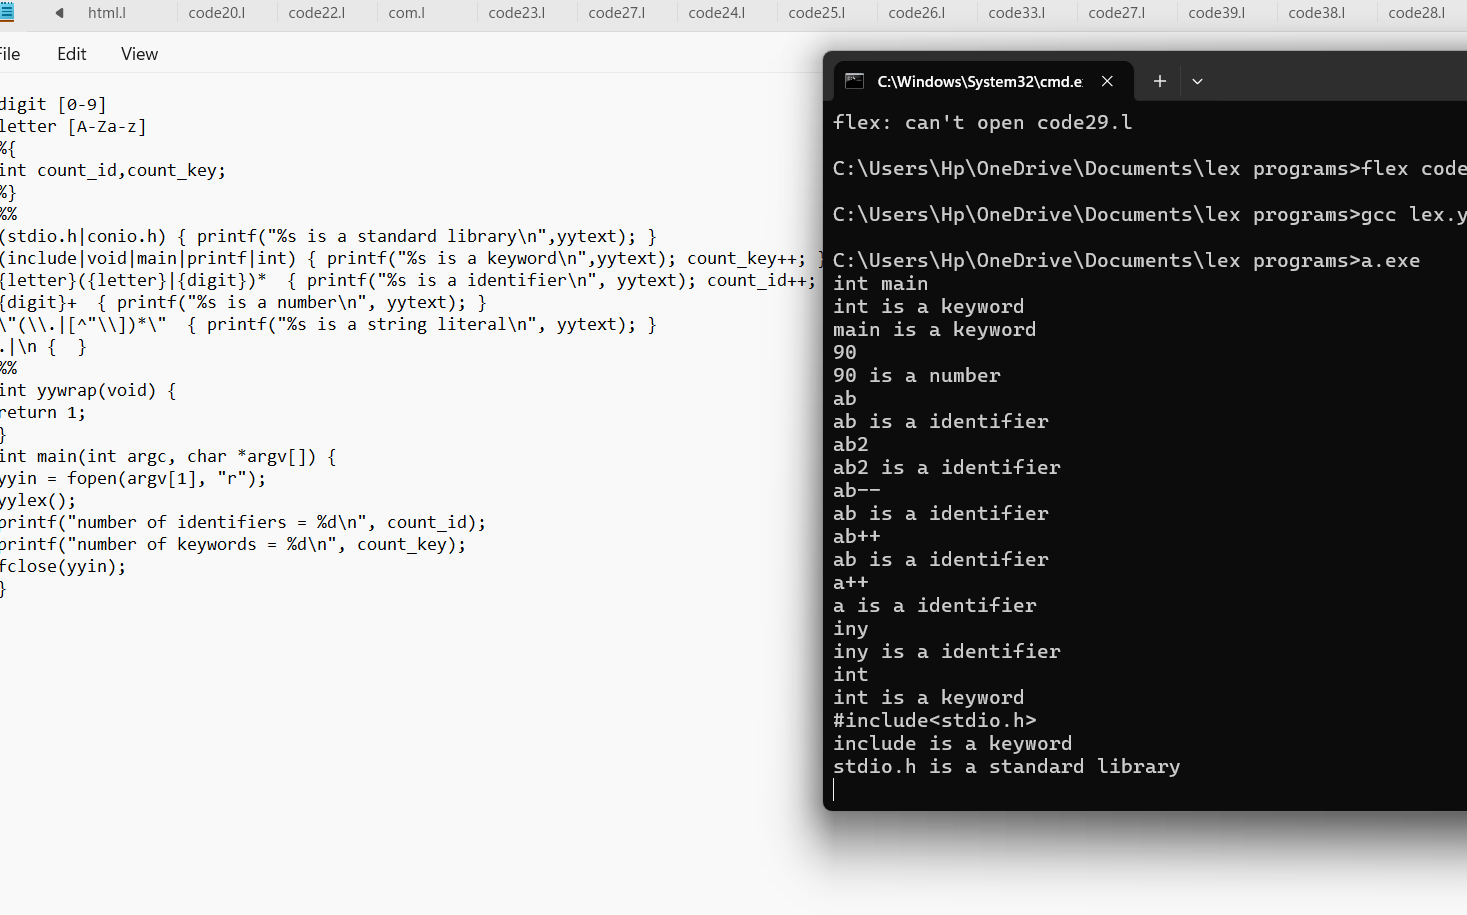 html.l code20.l code22.l com.l code23.l code27.l code24.l code25.l code26.l code33.l code27.l code39.l code38.l code28.l
ile Edit View
digit [0-9]
letter [A-Za-z]
%{
int count_id,count_key;
%}
%%
(stdio.h|conio.h) { printf("%s is a standard library\n",yytext); }
(include|void|main|printf|int) { printf("%s is a keyword\n",yytext); count_key++; }
{letter}({letter}|{digit})* { printf("%s is a identifier\n", yytext); count_id++;
{digit}+ { printf("%s is a number\n", yytext); }
\"(\\.|[^"\\])*\" { printf("%s is a string literal\n", yytext); }
.|\n { }
%%
int yywrap(void) {
return 1;
}
int main(int argc, char *argv[]) {
yyin = fopen(argv[1], "r");
yylex();
printf("number of identifiers = %d\n", count_id);
printf("number of keywords = %d\n", count_key);
fclose(yyin);
}
C:\Windows\System32\cmd.e
flex: can't open code29.l
C:\Users\Hp\OneDrive\Documents\lex programs>flex code
C:\Users\Hp\OneDrive\Documents\lex programs>gcc lex.y
C:\Users\Hp\OneDrive\Documents\lex programs>a.exe
int main
int is a keyword
main is a keyword
90
90 is a number
ab
ab is a identifier
ab2
ab2 is a identifier
ab--
ab is a identifier
ab++
ab is a identifier
a++
a is a identifier
iny
iny is a identifier
int
int is a keyword
#include<stdio.h>
include is a keyword
stdio.h is a standard library